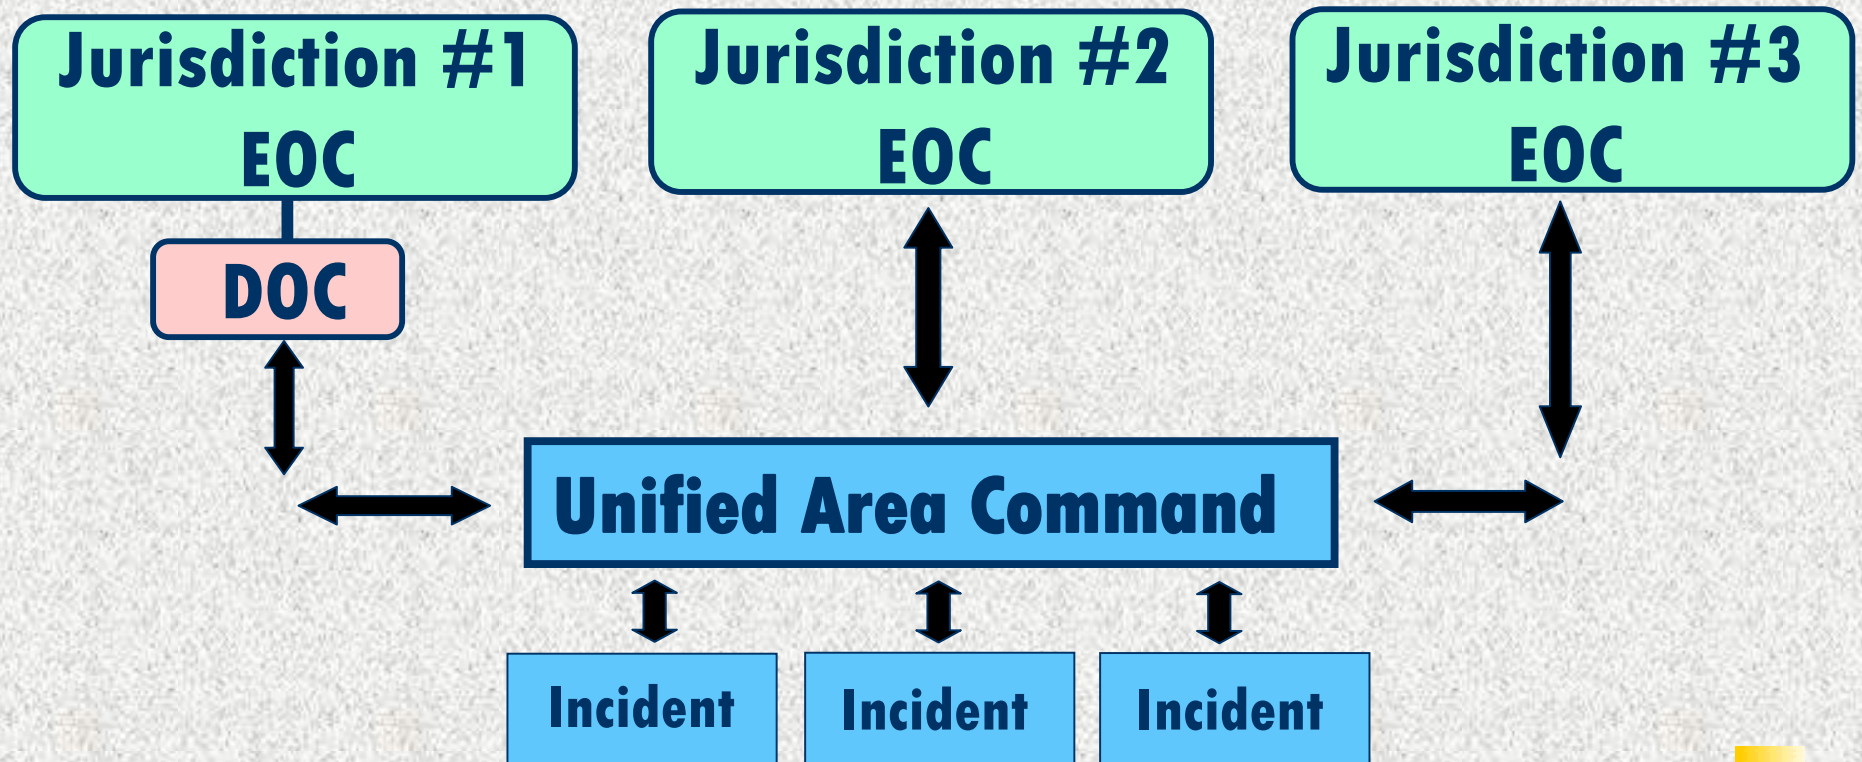 Jurisdiction #1
EOC
Jurisdiction #2
EOC
Jurisdiction #3
EOC
DOC
Unified Area Command
Incident
Incident
Incident